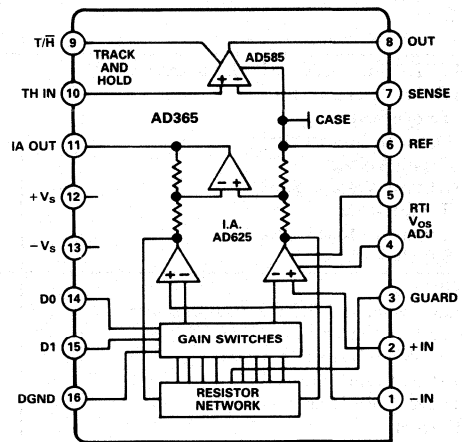 T/H̅ 9
TRACK
AND
HOLD
AD585
8 OUT
TH IN 10
+ −
7 SENSE
AD365
CASE
IA OUT 11
6 REF
− +
+VS 12
5
RTI
VOS
ADJ
I.A.
AD625
−VS 13
4
+ −
− +
D0 14
3 GUARD
GAIN SWITCHES
D1 15
2 +IN
DGND 16
RESISTOR
NETWORK
1 −IN